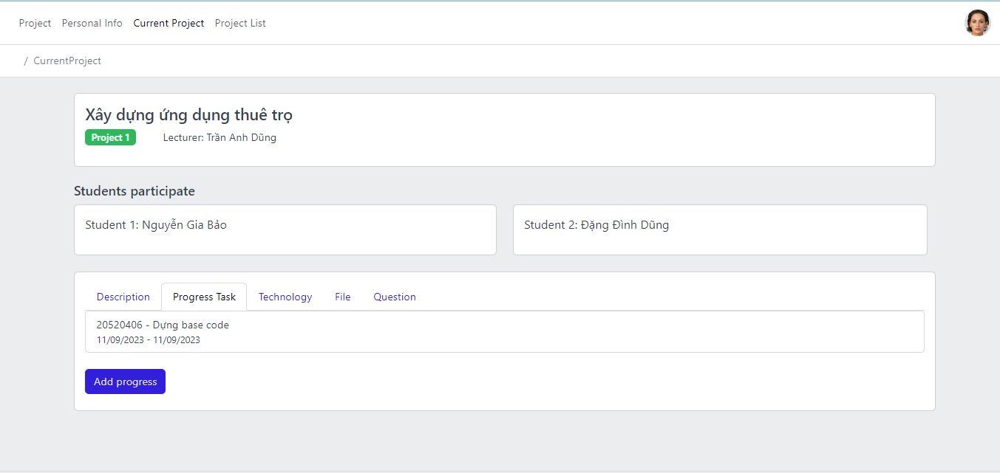 Project Personal Info Current Project Project List
/ CurrentProject
Xây dựng ứng dụng thuê trọ
Project 1 Lecturer: Trần Anh Dũng
Students participate
Student 1: Nguyễn Gia Bảo
Student 2: Đặng Đình Dũng
Description Progress Task Technology File Question
20520406 - Dựng base code
11/09/2023 - 11/09/2023
Add progress